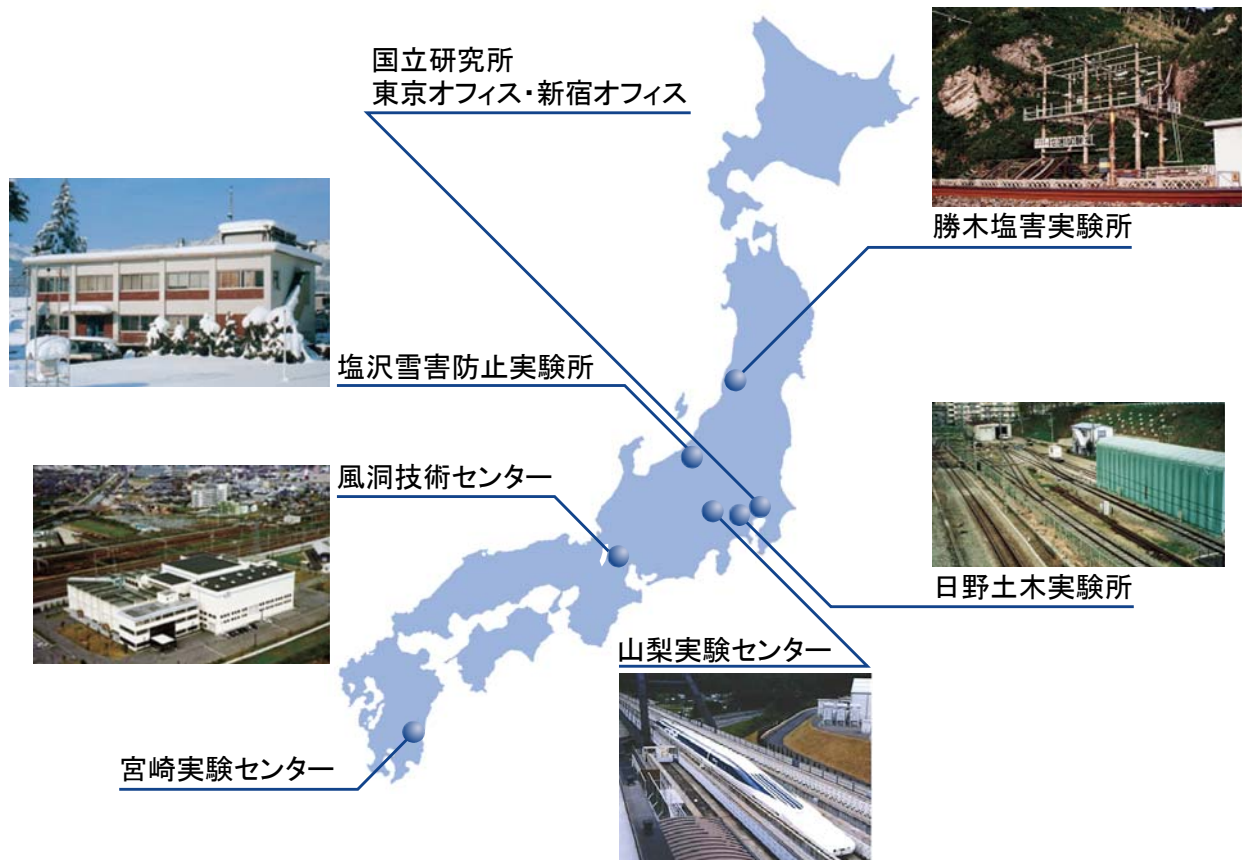 国立研究所
東京オフィス・新宿オフィス
勝木塩害実験所
塩沢雪害防止実験所
風洞技術センター
日野土木実験所
山梨実験センター
宮崎実験センター